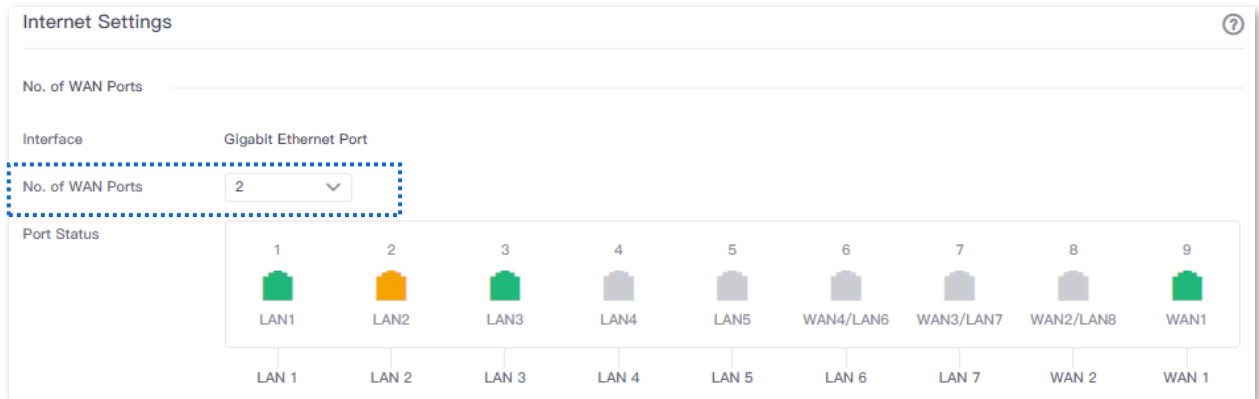 Internet Settings
?
No. of WAN Ports
Interface Gigabit Ethernet Port
No. of WAN Ports 2
Port Status
1 2 3 4 5 6 7 8 9
LAN1 LAN2 LAN3 LAN4 LAN5 WAN4/LAN6 WAN3/LAN7 WAN2/LAN8 WAN1
LAN 1 LAN 2 LAN 3 LAN 4 LAN 5 LAN 6 LAN 7 WAN 2 WAN 1